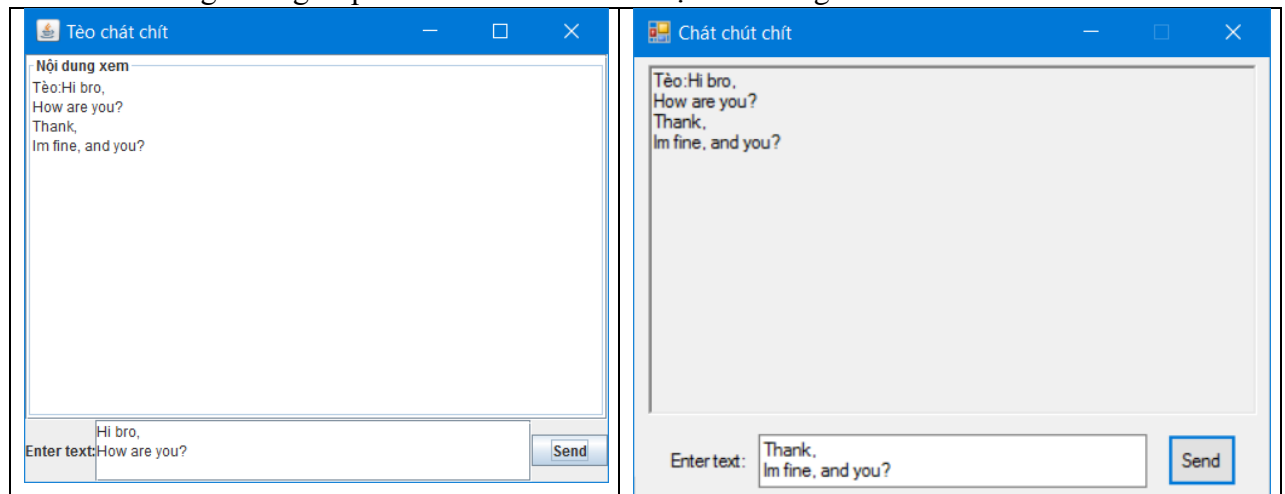 Tèo chát chít
Nội dung xem
Tèo:Hi bro,
How are you?
Thank,
Im fine, and you?
Enter text:
Hi bro,
How are you?
Send
Chát chút chít
Tèo:Hi bro,
How are you?
Thank,
Im fine, and you?
Enter text:
Thank,
Im fine, and you?
Send